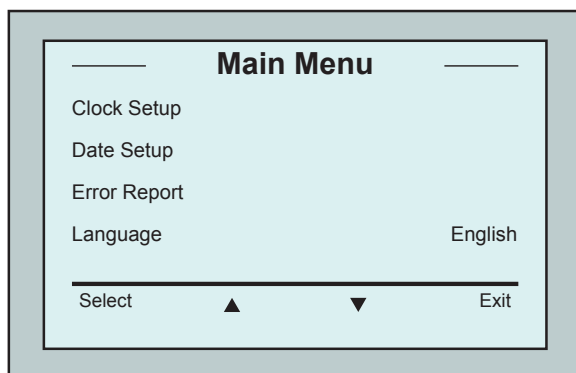 Main Menu
Clock Setup
Date Setup
Error Report
Language English
Select ▲ ▼ Exit